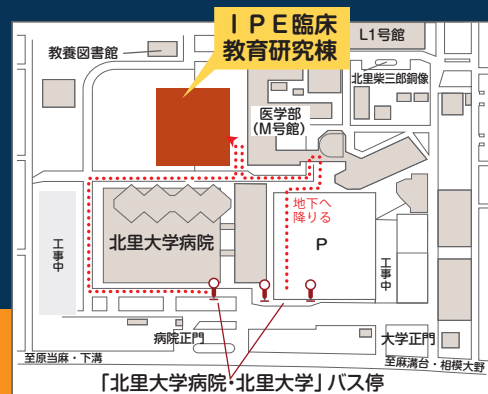 ＩＰＥ臨床
教育研究棟
L1号館
教養図書館
北里柴三郎銅像
医学部
(M号館)
地下へ
降りる
北里大学病院
P
工事中
工事中
病院正門
大学正門
至原当麻・下溝
至麻溝台・相模大野
「北里大学病院・北里大学」バス停